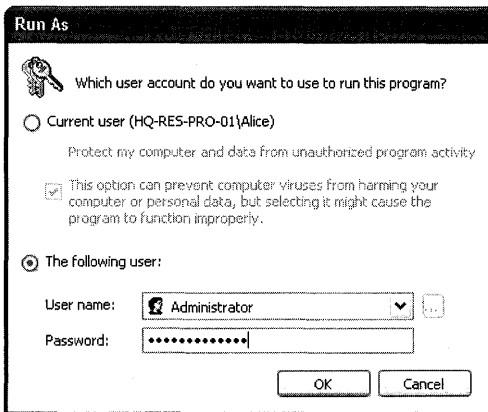 Run As
Which user account do you want to use to run this program?
Current user (HQ-RES-PRO-01\Alice)
Protect my computer and data from unauthorized program activity
This option can prevent computer viruses from harming your
computer or personal data, but selecting it might cause the
program to function improperly.
The following user:
User name: Administrator ...
Password: •••••••••••••
OK Cancel